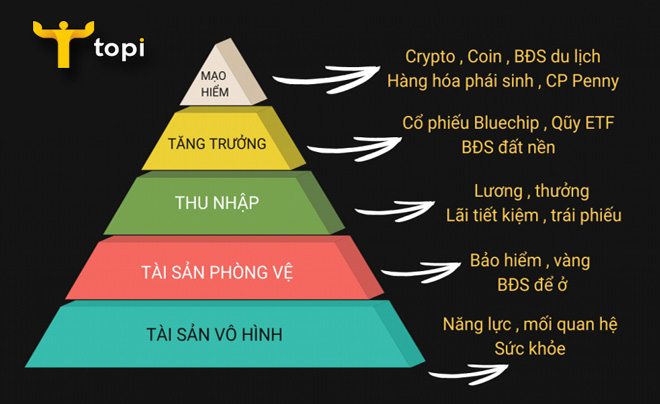 topi
MẠO
HIỂM
Crypto , Coin , BĐS du lịch
Hàng hóa phái sinh , CP Penny
TĂNG TRƯỞNG
Cổ phiếu Bluechip , Qũy ETF
BĐS đất nền
THU NHẬP
Lương , thưởng
Lãi tiết kiệm , trái phiếu
TÀI SẢN PHÒNG VỆ
Bảo hiểm , vàng
BĐS để ở
TÀI SẢN VÔ HÌNH
Năng lực , mối quan hệ
Sức khỏe